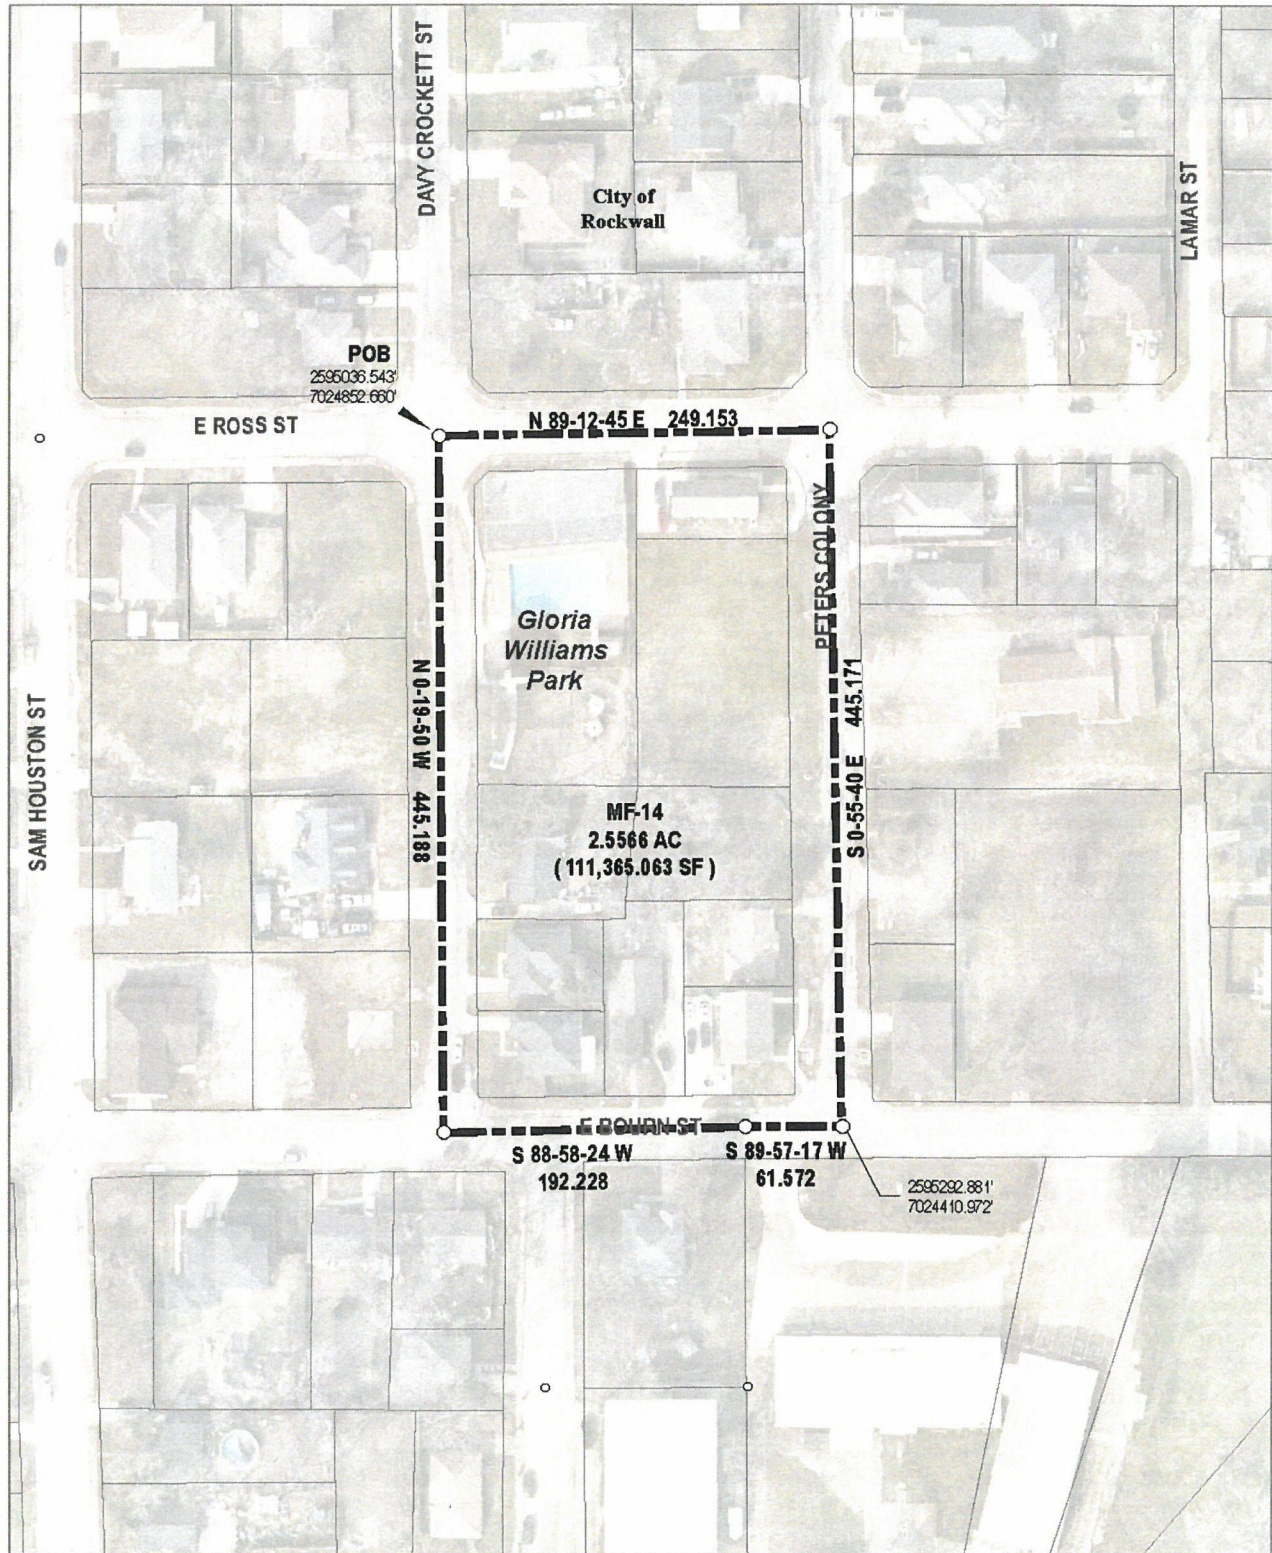 DAVY CROCKETT ST
City of
Rockwall
LAMAR ST
POB
2595036.543'
7024852.660'
E ROSS ST
N 89-12-45 E 249.153
PETERS COLONY
Gloria
Williams
Park
N 0-19-50 W 445.188
S 0-55-40 E 445.171
SAM HOUSTON ST
MF-14
2.5566 AC
( 111,365.063 SF )
E BOURN ST
S 88-58-24 W
192.228
S 89-57-17 W
61.572
2595292.881'
7024410.972'